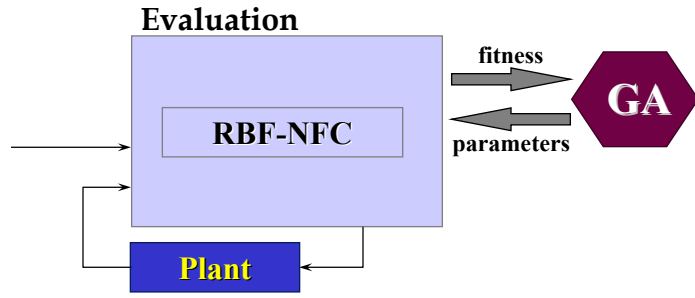 Evaluation
fitness
GA
RBF-NFC
parameters
Plant